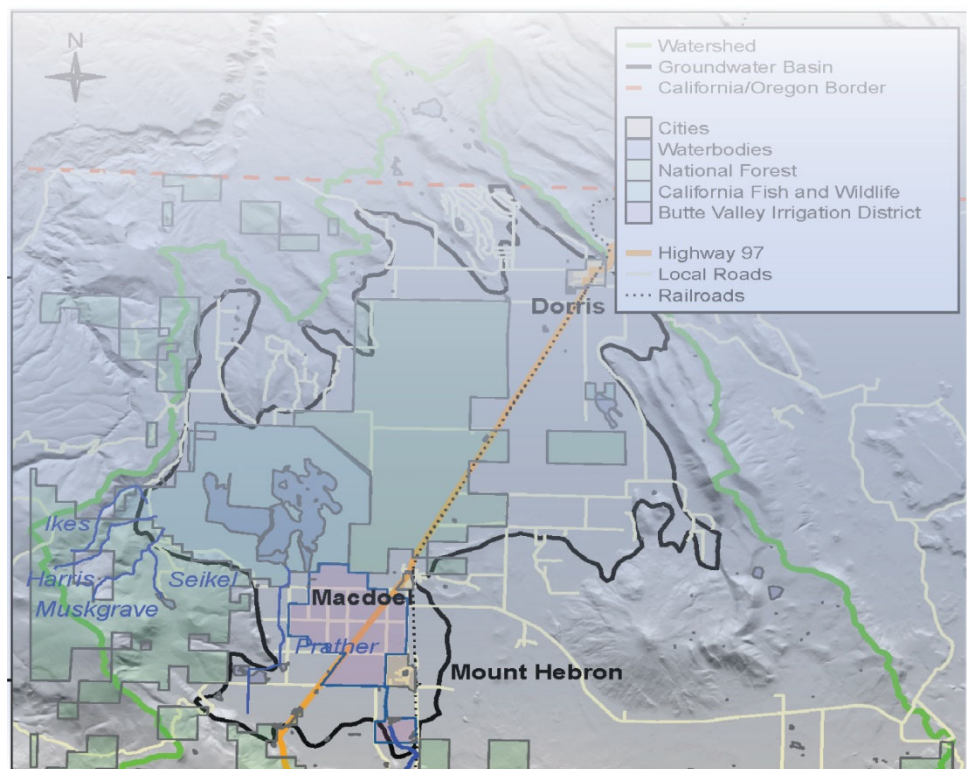 N
Watershed
Groundwater Basin
California/Oregon Border
Cities
Waterbodies
National Forest
California Fish and Wildlife
Butte Valley Irrigation District
Highway 97
Local Roads
Railroads
Dorris
Ikes
Harris
Seikel
Muskgrave
Macdoel
Prather
Mount Hebron